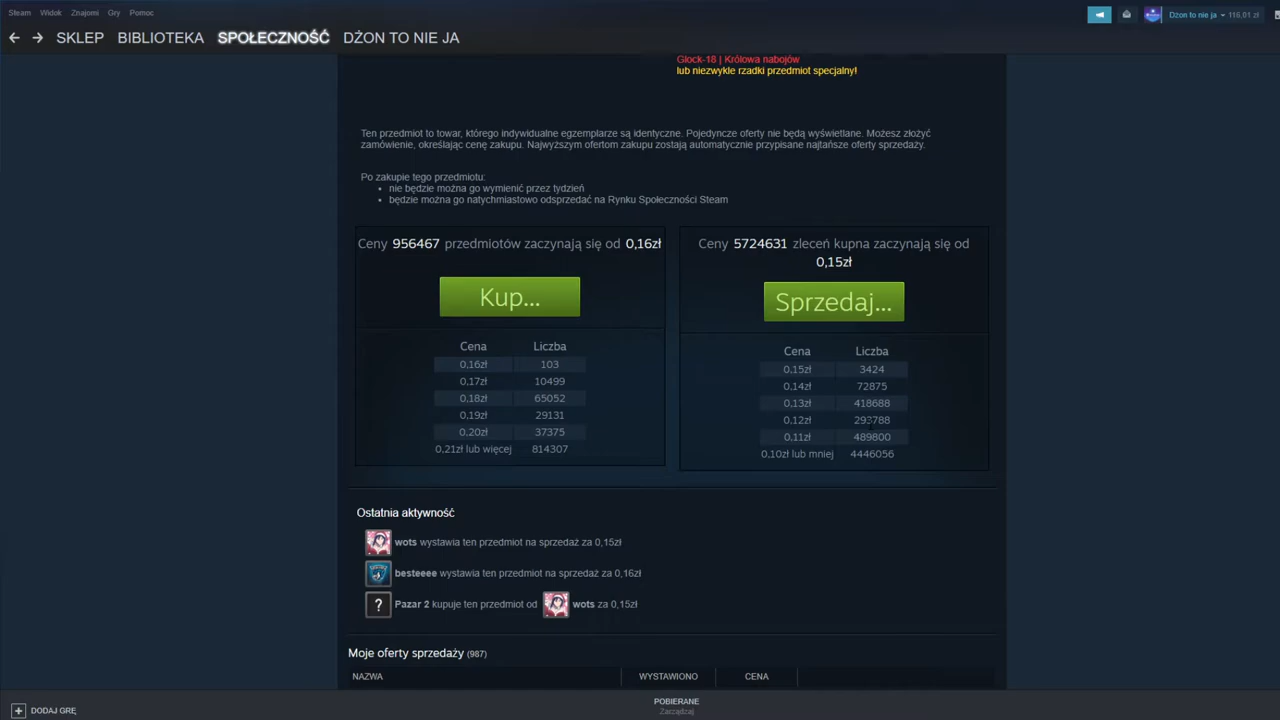 Steam Widok Znajomi Gry Pomoc
Dżon to nie ja 116,01 zł
SKLEP BIBLIOTEKA SPOŁECZNOŚĆ DŻON TO NIE JA
Glock-18 | Królowa nabojów
lub niezwykle rzadki przedmiot specjalny!
Ten przedmiot to towar, którego indywidualne egzemplarze są identyczne. Pojedyncze oferty nie będą wyświetlane. Możesz złożyć
zamówienie, określając cenę zakupu. Najwyższym ofertom zakupu zostają automatycznie przypisane najtańsze oferty sprzedaży.
Po zakupie tego przedmiotu:
• nie będzie można go wymienić przez tydzień
• będzie można go natychmiastowo odsprzedać na Rynku Społeczności Steam
Ceny 956467 przedmiotów zaczynają się od 0,16zł
Kup...
Cena Liczba
0,16zł 103
0,17zł 10499
0,18zł 65052
0,19zł 29131
0,20zł 37375
0,21zł lub więcej 814307
Ceny 5724631 zleceń kupna zaczynają się od
0,15zł
Sprzedaj...
Cena Liczba
0,15zł 3424
0,14zł 72875
0,13zł 418688
0,12zł 293788
0,11zł 489800
0,10zł lub mniej 4446056
Ostatnia aktywność
wots wystawia ten przedmiot na sprzedaż za 0,15zł
besteeee wystawia ten przedmiot na sprzedaż za 0,16zł
? Pazar 2 kupuje ten przedmiot od wots za 0,15zł
Moje oferty sprzedaży (987)
NAZWA WYSTAWIONO CENA
+ DODAJ GRĘ
POBIERANE
Zarządzaj